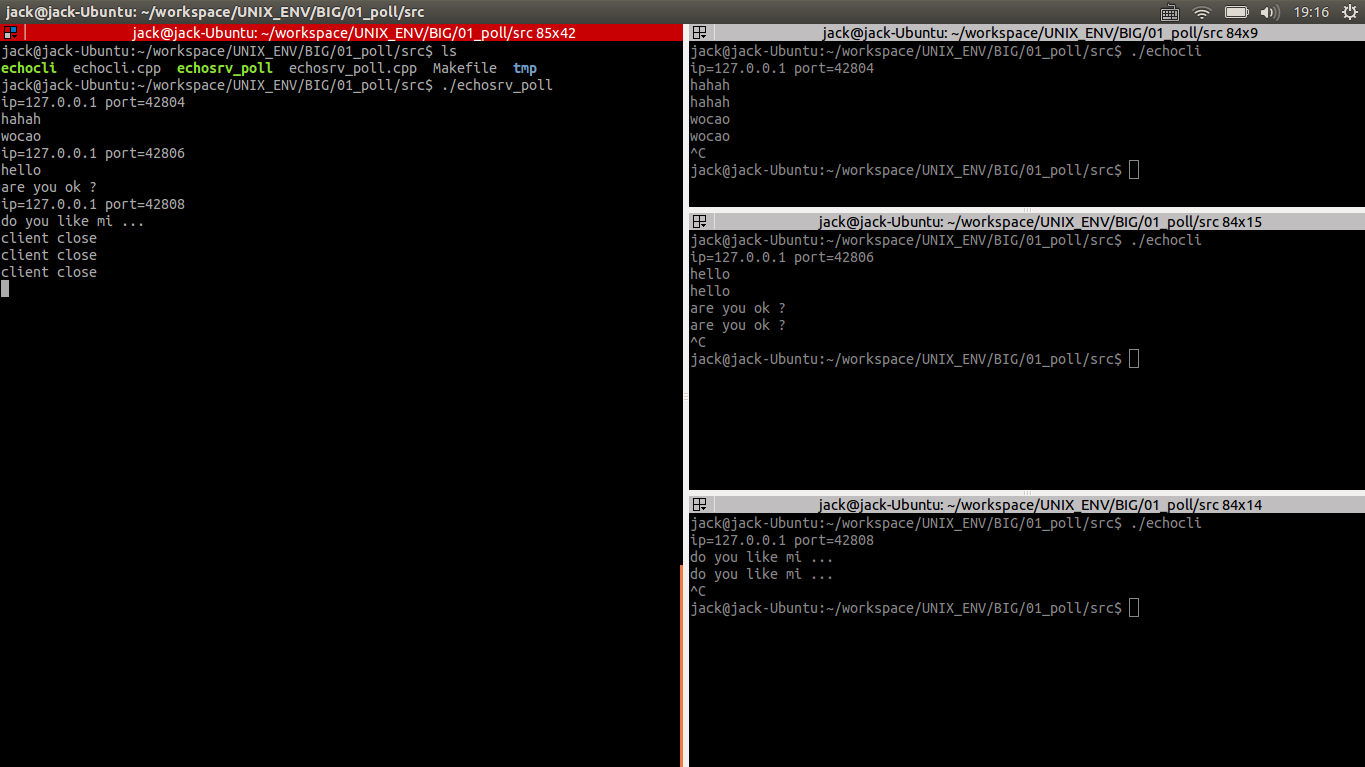 jack@jack-Ubuntu: ~/workspace/UNIX_ENV/BIG/01_poll/src
19:16
jack@jack-Ubuntu: ~/workspace/UNIX_ENV/BIG/01_poll/src 85x42
jack@jack-Ubuntu:~/workspace/UNIX_ENV/BIG/01_poll/src$ ls
echocli  echocli.cpp  echosrv_poll  echosrv_poll.cpp  Makefile  tmp
jack@jack-Ubuntu:~/workspace/UNIX_ENV/BIG/01_poll/src$ ./echosrv_poll
ip=127.0.0.1 port=42804
hahah
wocao
ip=127.0.0.1 port=42806
hello
are you ok ?
ip=127.0.0.1 port=42808
do you like mi ...
client close
client close
client close
jack@jack-Ubuntu: ~/workspace/UNIX_ENV/BIG/01_poll/src 84x9
jack@jack-Ubuntu:~/workspace/UNIX_ENV/BIG/01_poll/src$ ./echocli
ip=127.0.0.1 port=42804
hahah
hahah
wocao
wocao
^C
jack@jack-Ubuntu:~/workspace/UNIX_ENV/BIG/01_poll/src$
jack@jack-Ubuntu: ~/workspace/UNIX_ENV/BIG/01_poll/src 84x15
jack@jack-Ubuntu:~/workspace/UNIX_ENV/BIG/01_poll/src$ ./echocli
ip=127.0.0.1 port=42806
hello
hello
are you ok ?
are you ok ?
^C
jack@jack-Ubuntu:~/workspace/UNIX_ENV/BIG/01_poll/src$
jack@jack-Ubuntu: ~/workspace/UNIX_ENV/BIG/01_poll/src 84x14
jack@jack-Ubuntu:~/workspace/UNIX_ENV/BIG/01_poll/src$ ./echocli
ip=127.0.0.1 port=42808
do you like mi ...
do you like mi ...
^C
jack@jack-Ubuntu:~/workspace/UNIX_ENV/BIG/01_poll/src$